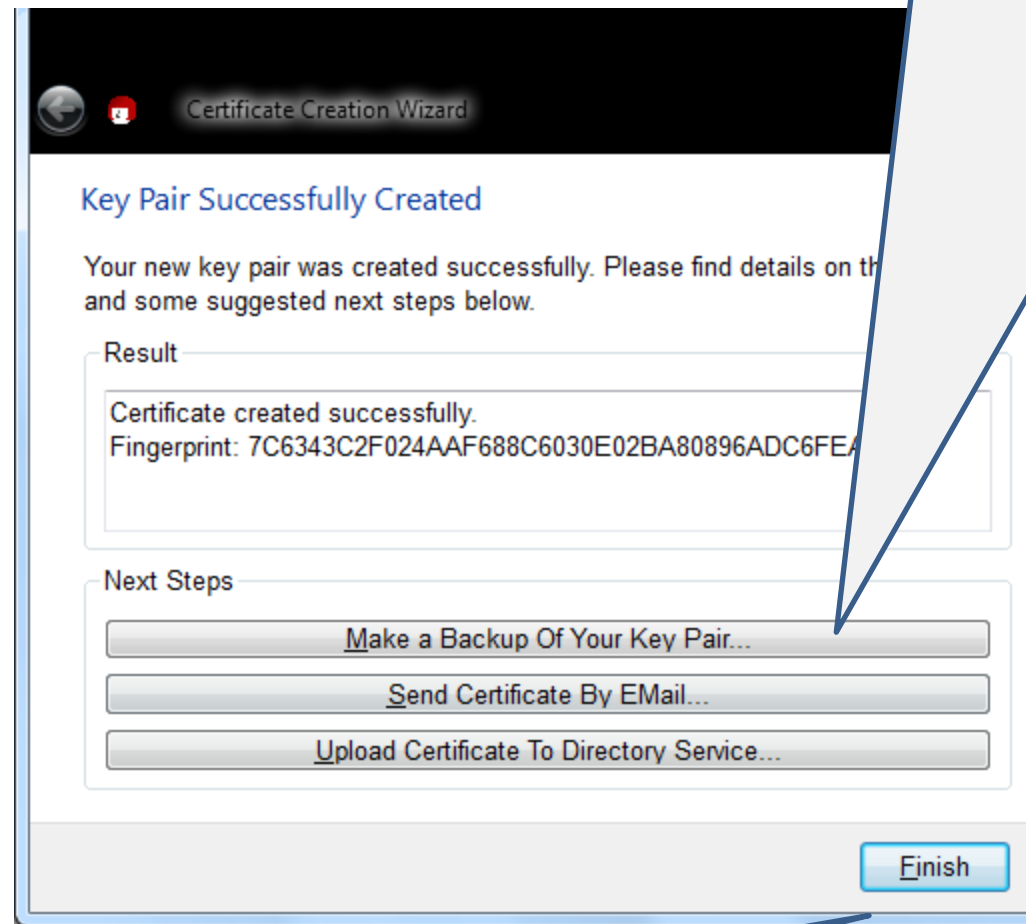 Certificate Creation Wizard
Key Pair Successfully Created
Your new key pair was created successfully. Please find details on
and some suggested next steps below.
Result
Certificate created successfully.
Fingerprint: 7C6343C2F024AAF688C6030E02BA80896ADC6FEA
Next Steps
Make a Backup Of Your Key Pair...
Send Certificate By EMail...
Upload Certificate To Directory Service...
Finish